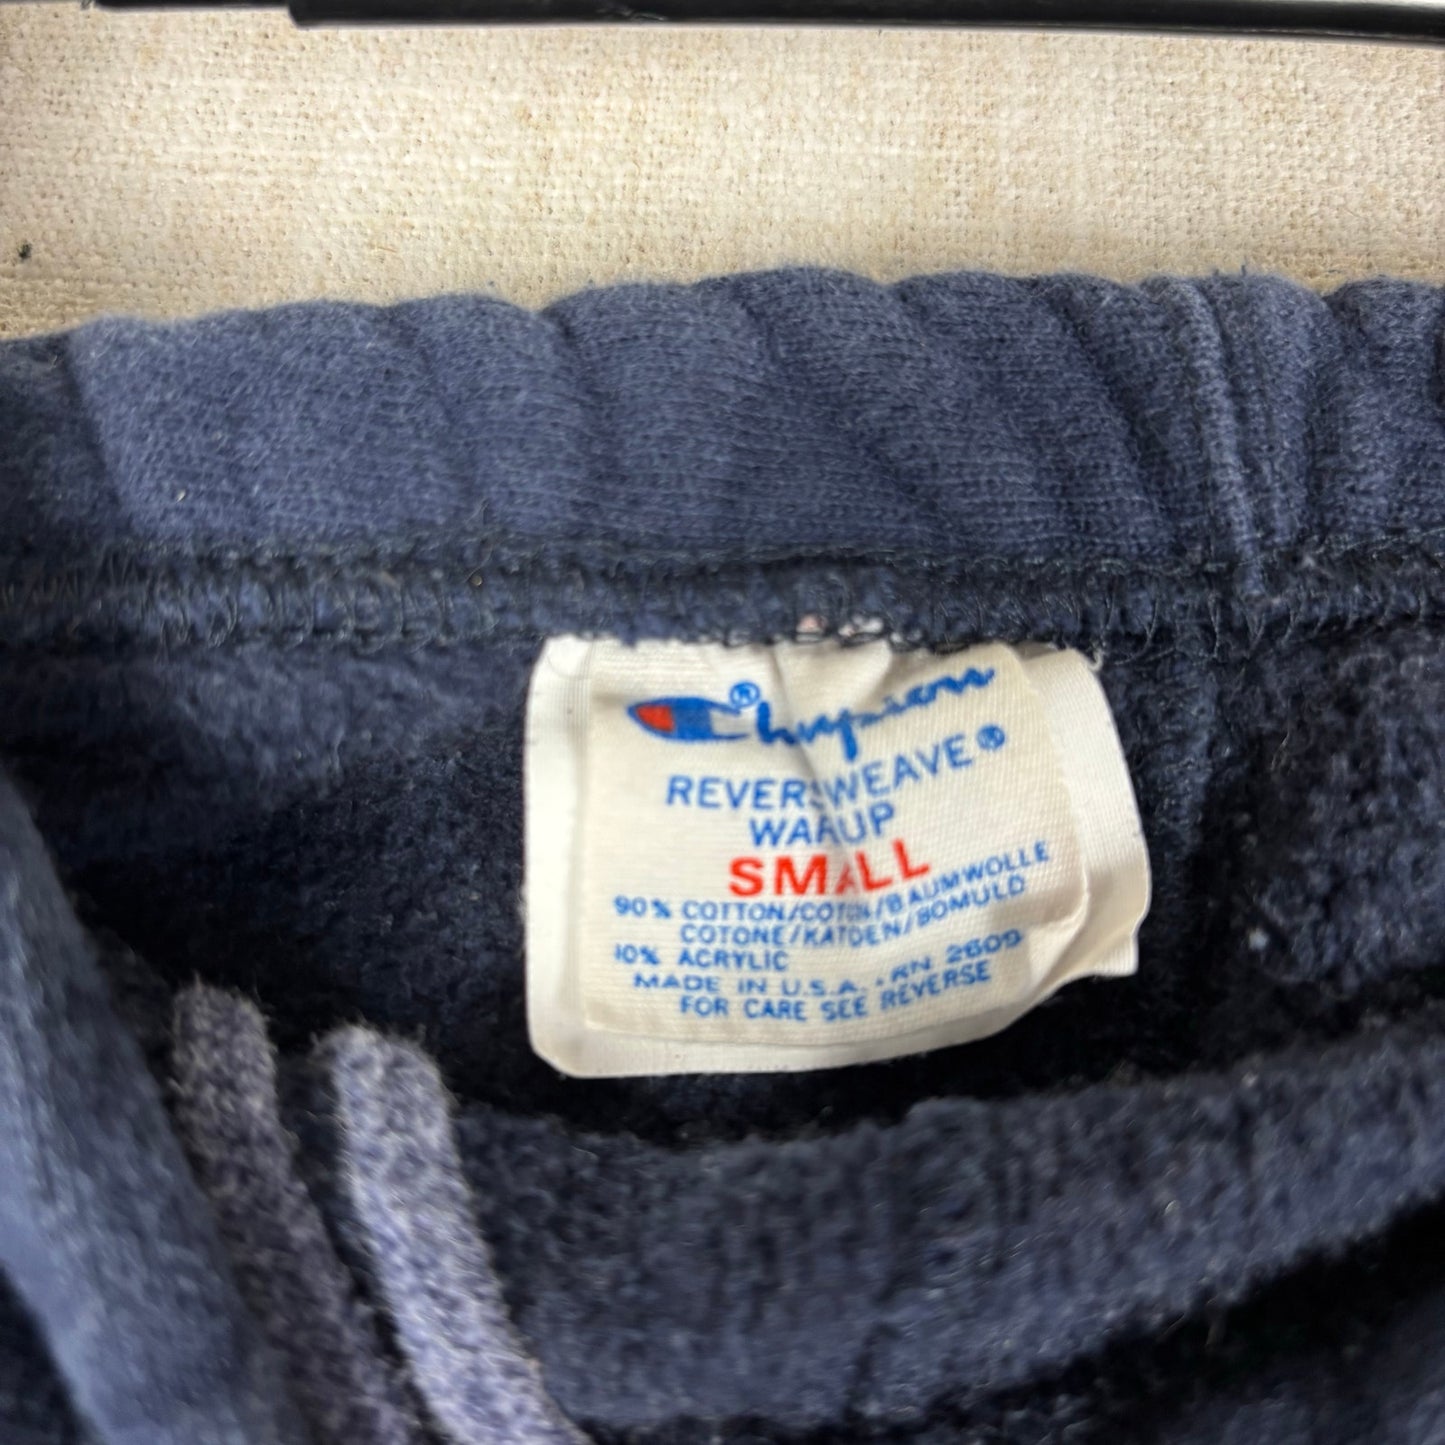 Champion®
REVERSE WEAVE®
WARMUP
SMALL
90% COTTON/COTON/BAUMWOLLE
COTONE/KATOEN/BOMULD
10% ACRYLIC
MADE IN U.S.A. · RN 26094
FOR CARE SEE REVERSE